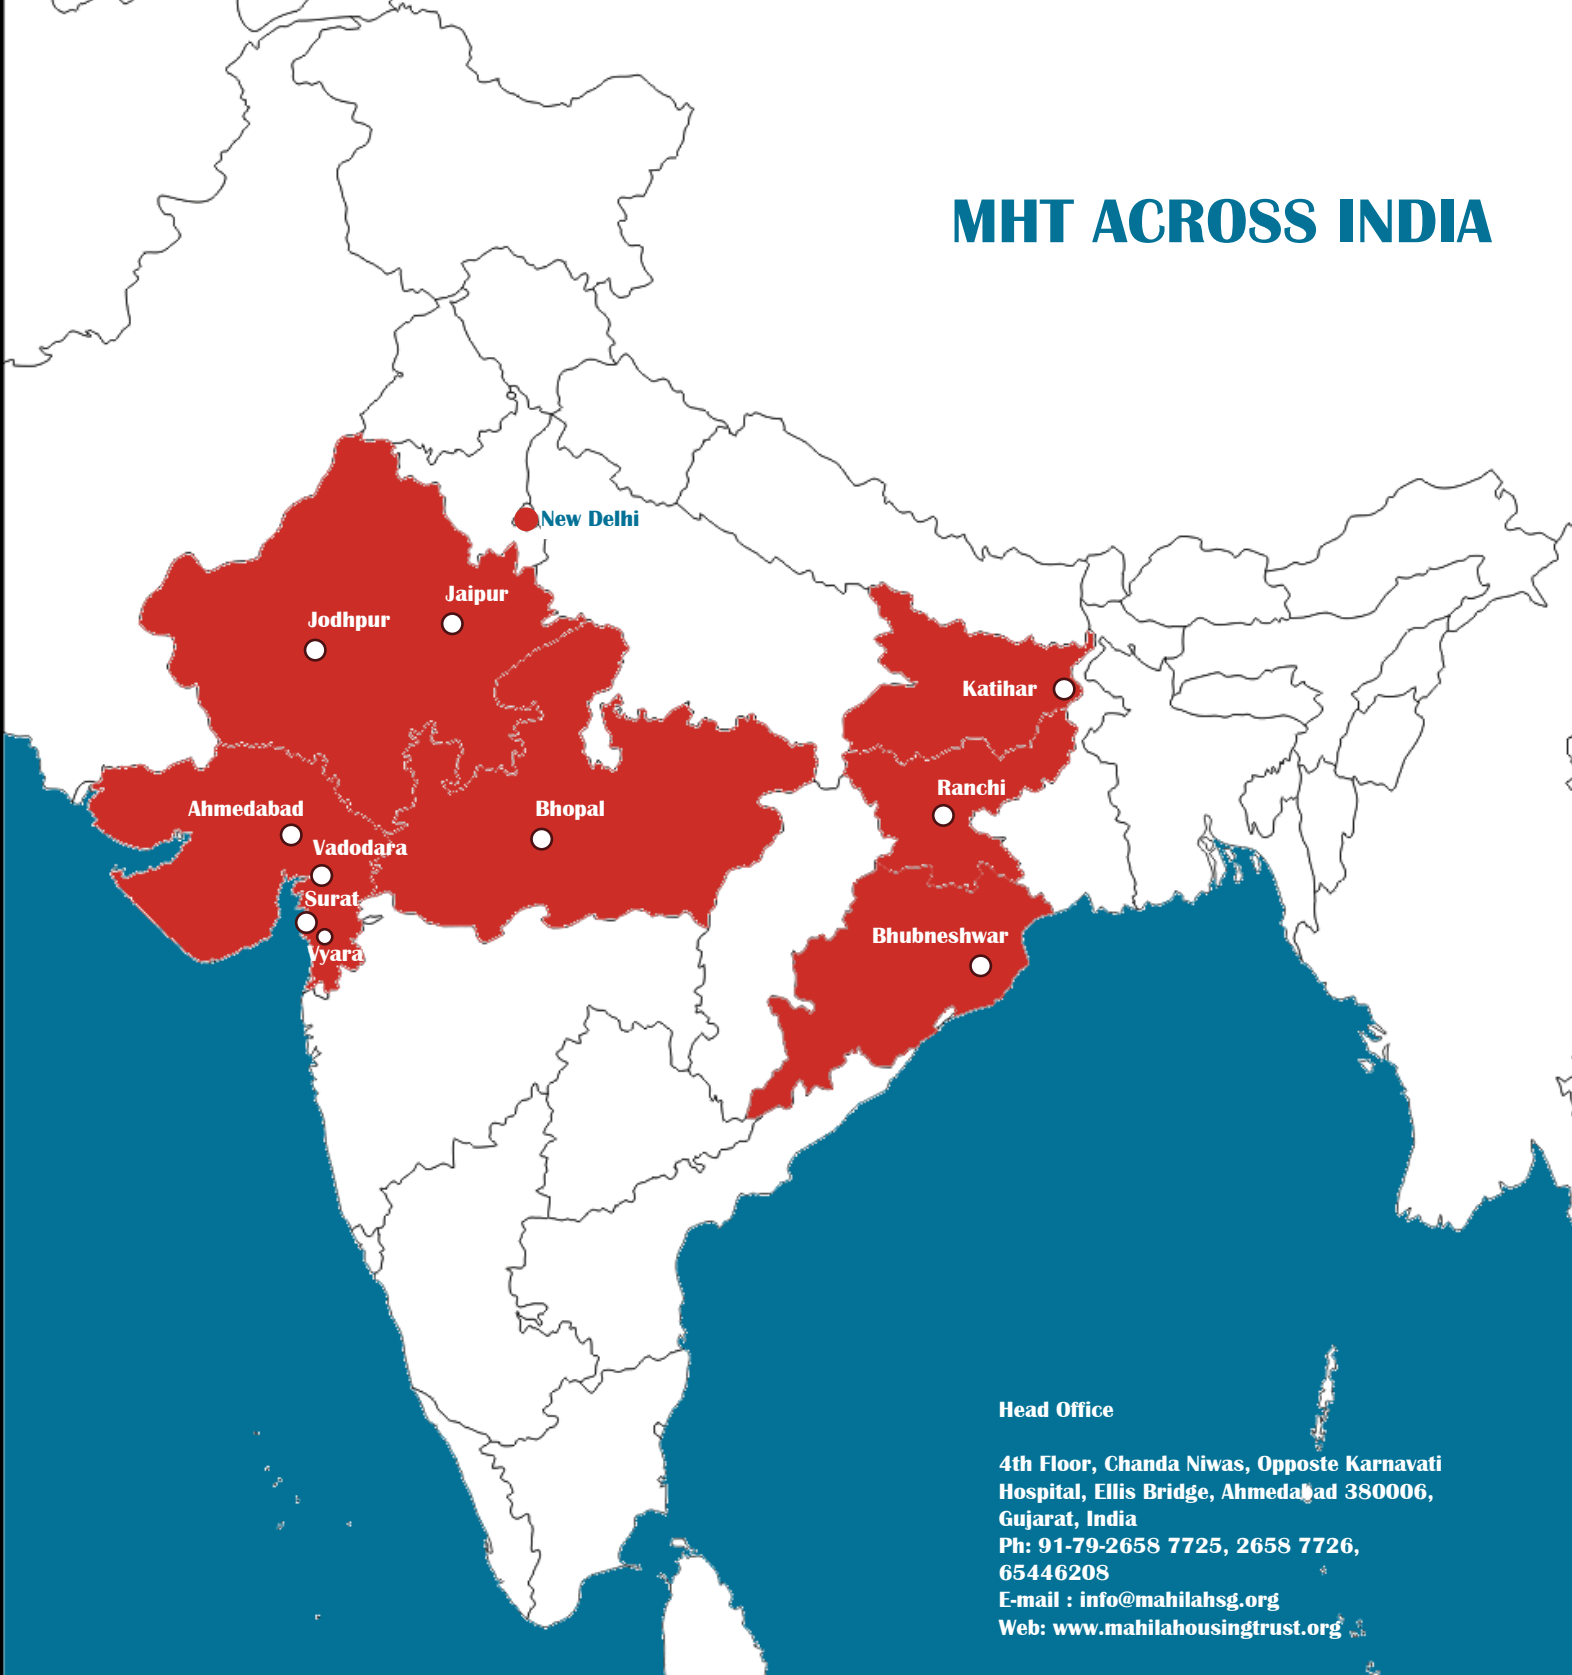 MHT ACROSS INDIA
New Delhi
Jaipur
Jodhpur
Katihar
Ranchi
Ahmedabad
Bhopal
Vadodara
Surat
Bhubneshwar
Vyara
Head Office
4th Floor, Chanda Niwas, Opposte Karnavati
Hospital, Ellis Bridge, Ahmedabad 380006,
Gujarat, India
Ph: 91-79-2658 7725, 2658 7726,
65446208
E-mail : info@mahilahsg.org
Web: www.mahilahousingtrust.org